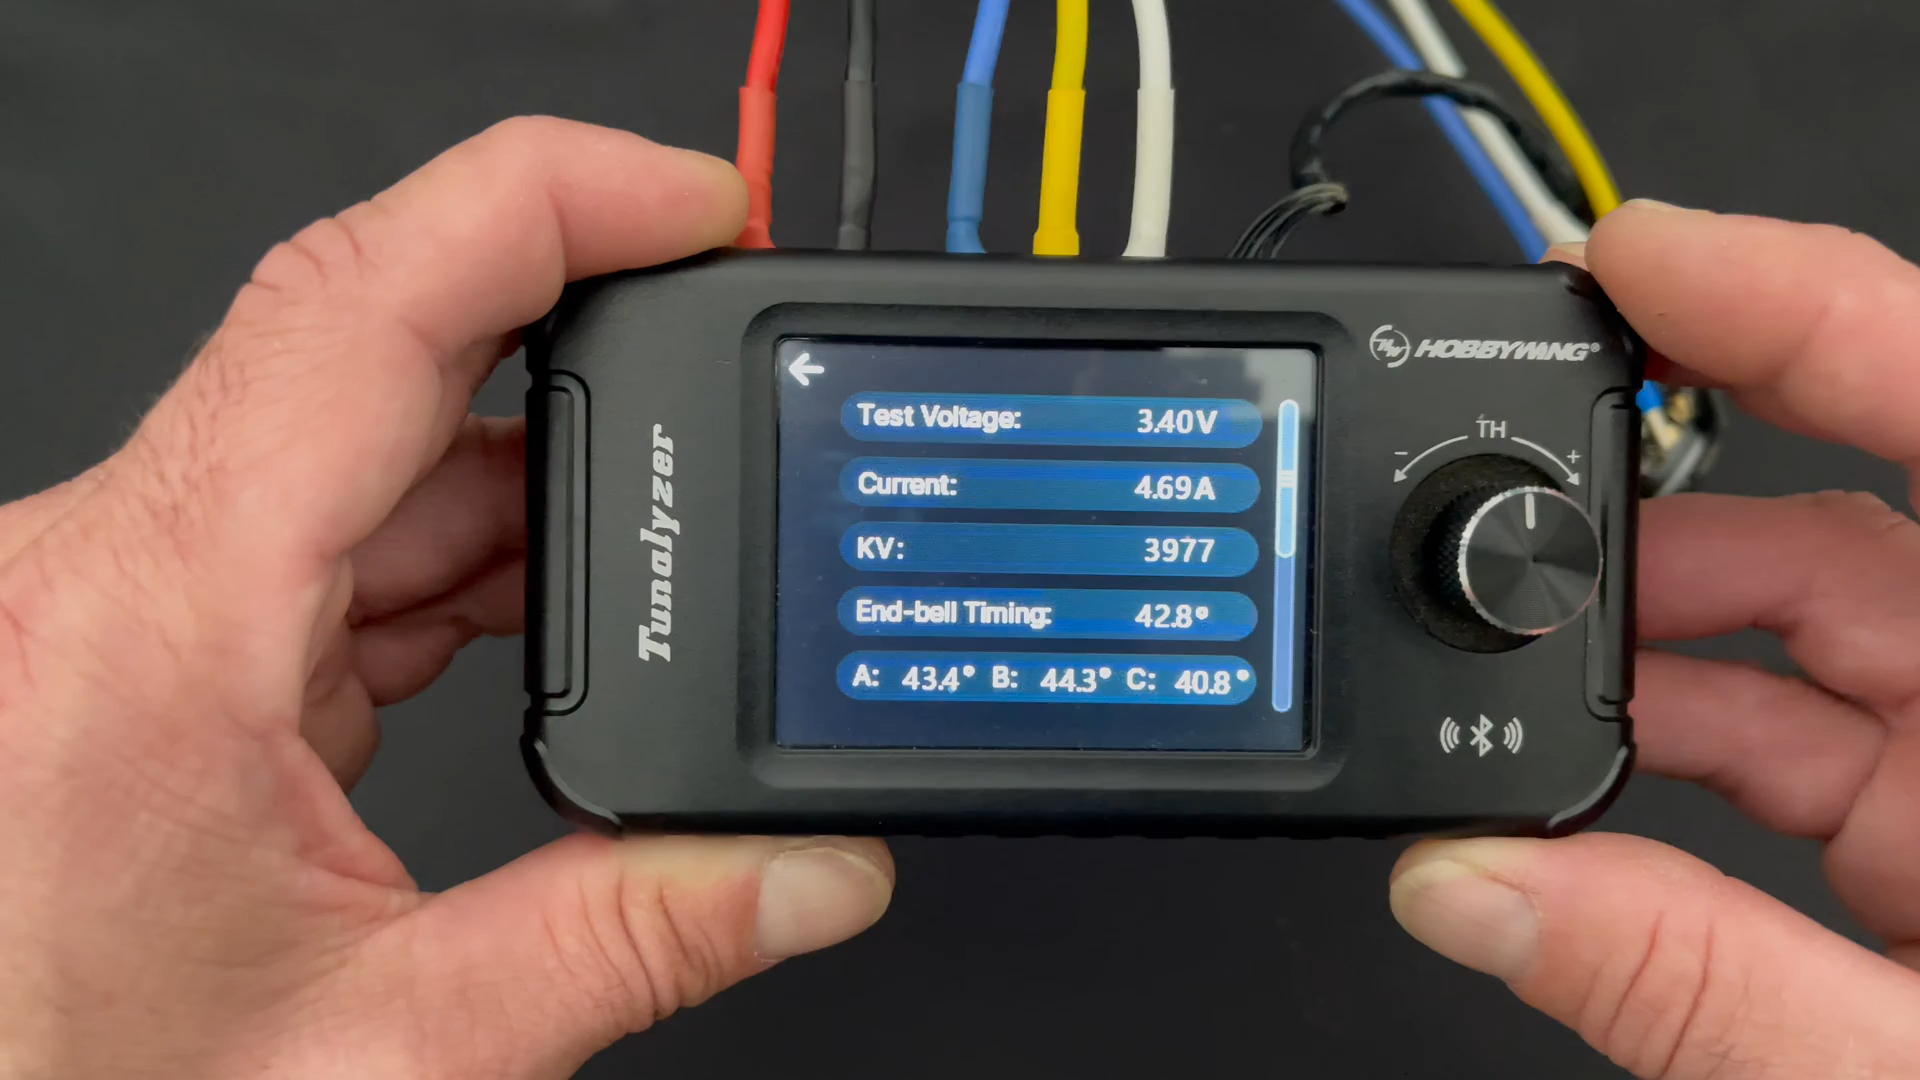 HOBBYWING®
Test Voltage: 3.40V
Current: 4.69A
KV: 3977
End-bell Timing: 42.8°
A: 43.4° B: 44.3° C: 40.8°
Tunalyzer
- TH +